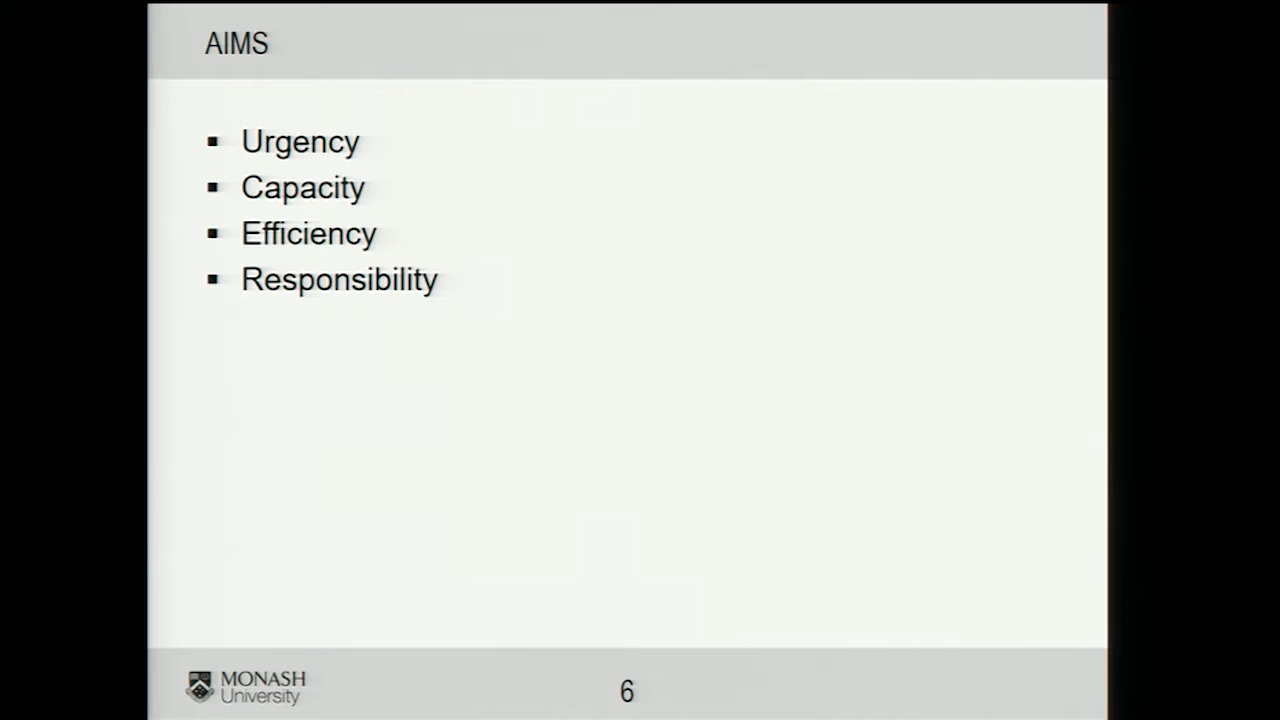 AIMS
▪ Urgency
▪ Capacity
▪ Efficiency
▪ Responsibility
MONASH
University
6